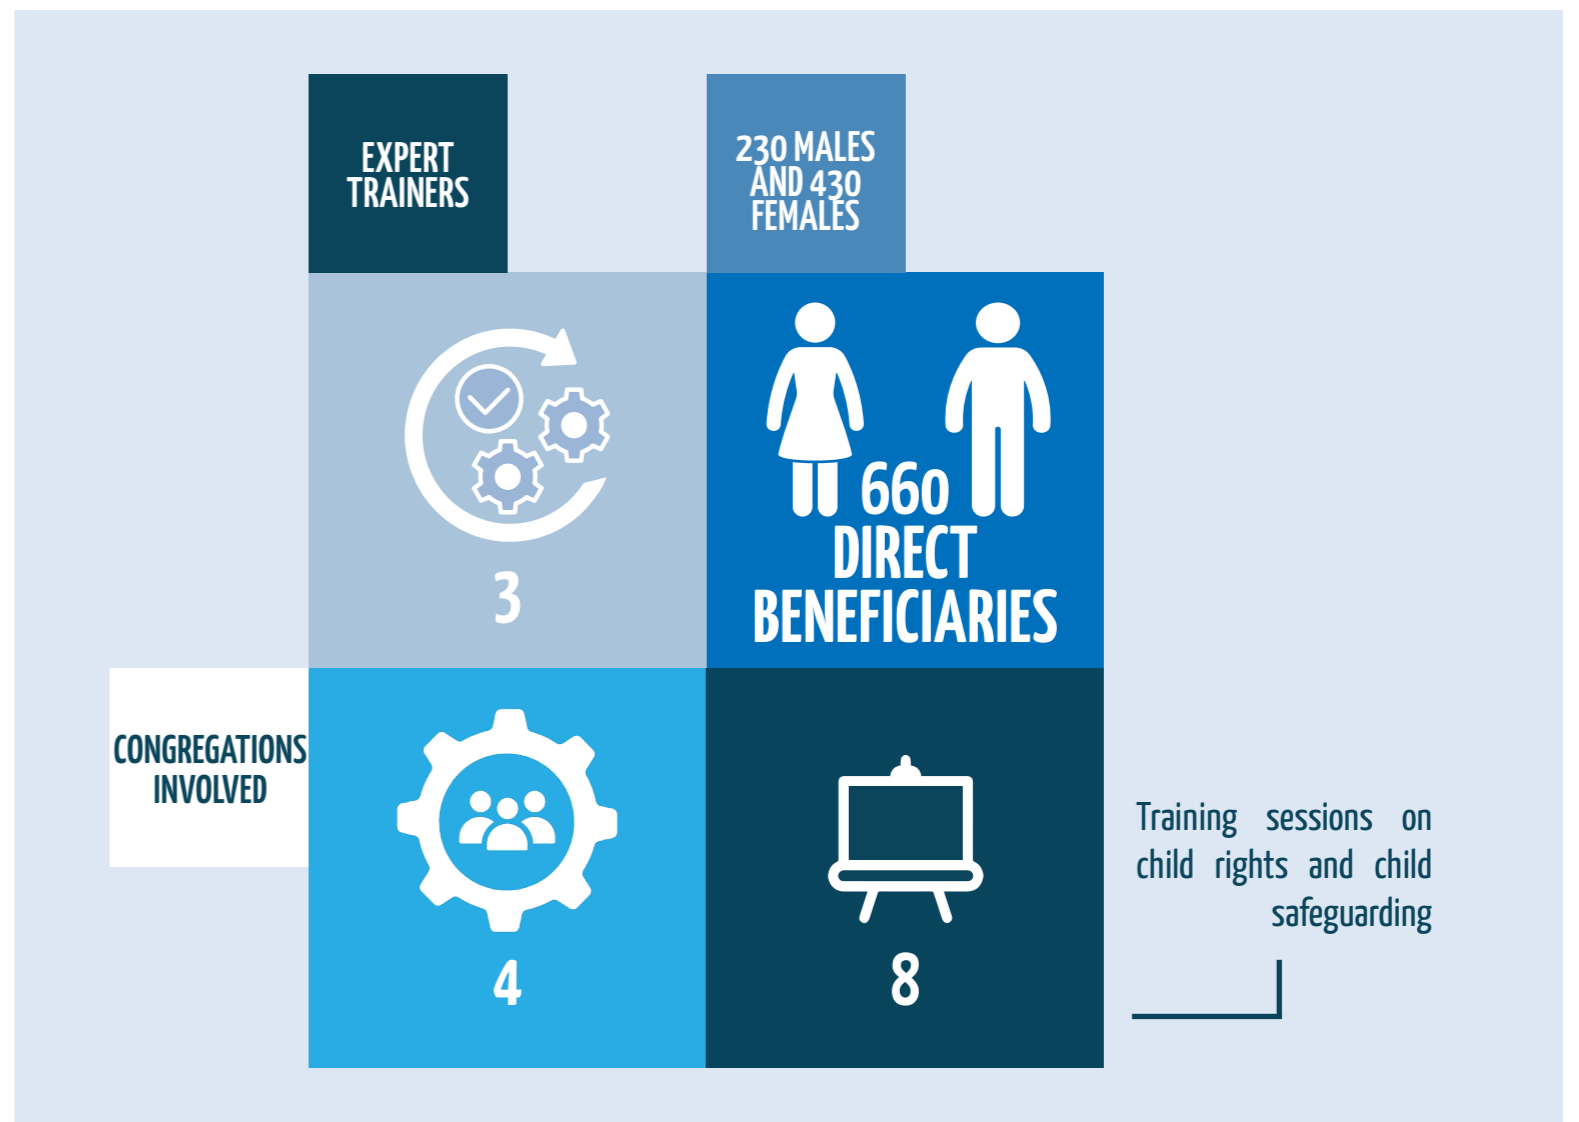 EXPERT
TRAINERS
230 MALES
AND 430
FEMALES
3
660
DIRECT
BENEFICIARIES
CONGREGATIONS
INVOLVED
4
8
Training sessions on
child rights and child
safeguarding